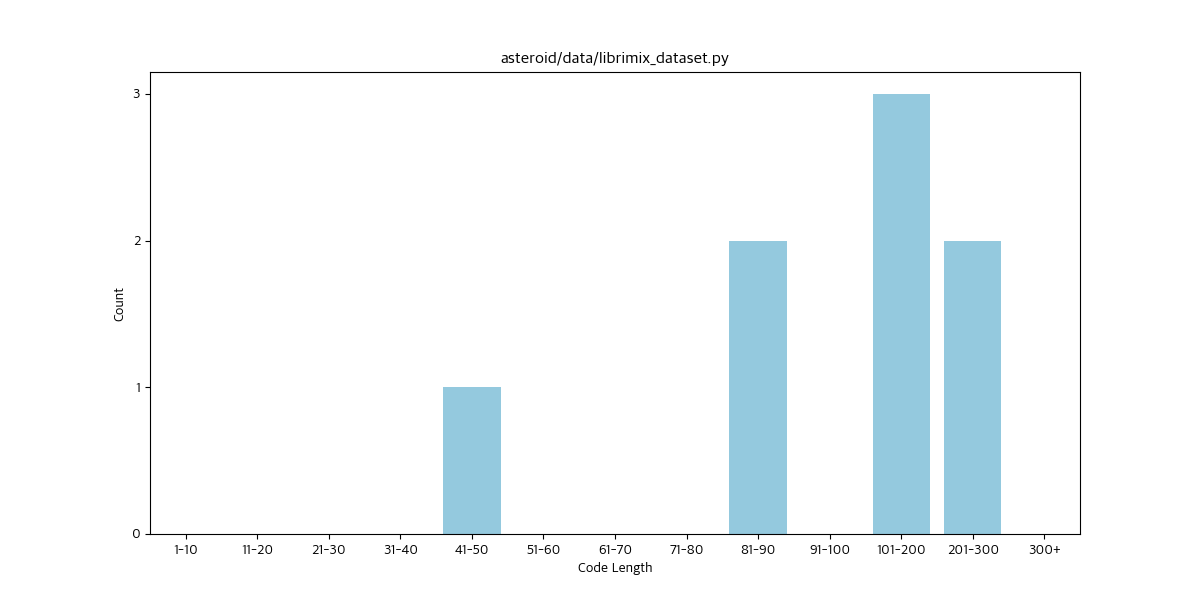 asteroid/data/librimix_dataset.py
3
2
1
0
Count
1-10 11-20 21-30 31-40 41-50 51-60 61-70 71-80 81-90 91-100 101-200 201-300 300+
Code Length